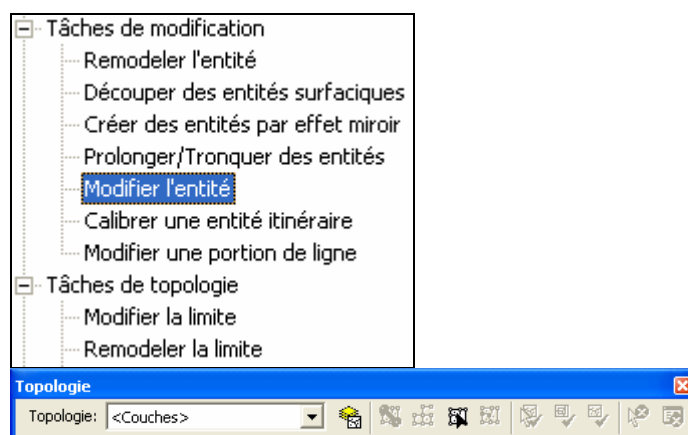 Tâches de modification
Remodeler l'entité
Découper des entités surfaciques
Créer des entités par effet miroir
Prolonger/Tronquer des entités
Modifier l'entité
Calibrer une entité itinéraire
Modifier une portion de ligne
Tâches de topologie
Modifier la limite
Remodeler la limite
Topologie
Topologie: <Couches>